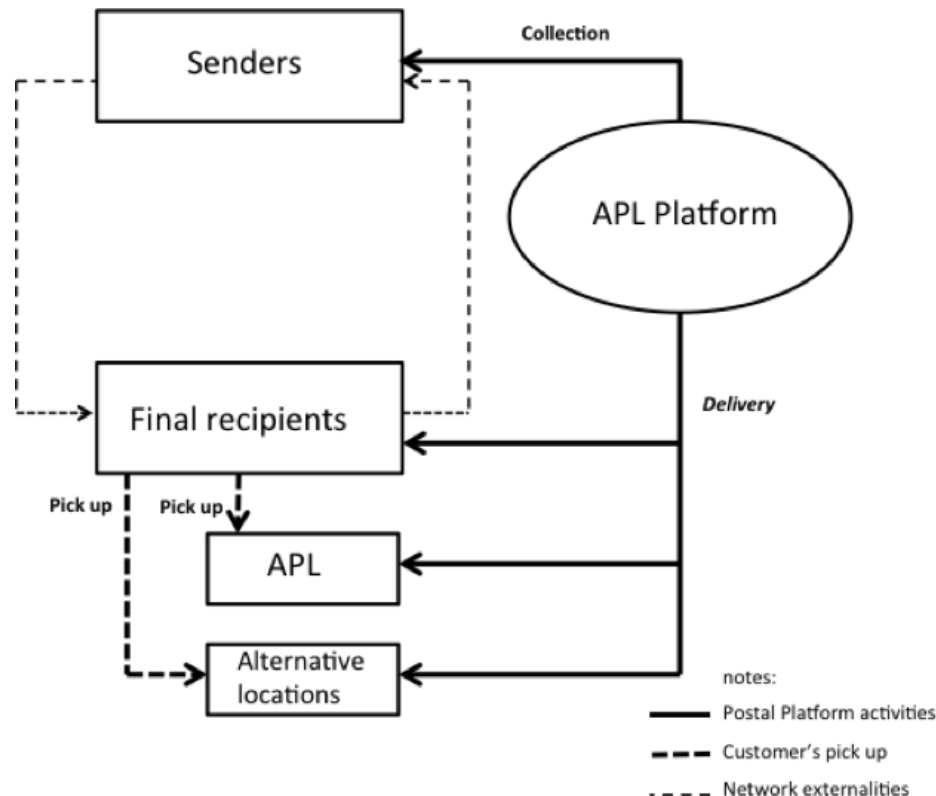 Collection
Senders
APL Platform
Final recipients
Delivery
Pick up
Pick up
APL
Alternative
locations
notes:
Postal Platform activities
Customer's pick up
Network externalities